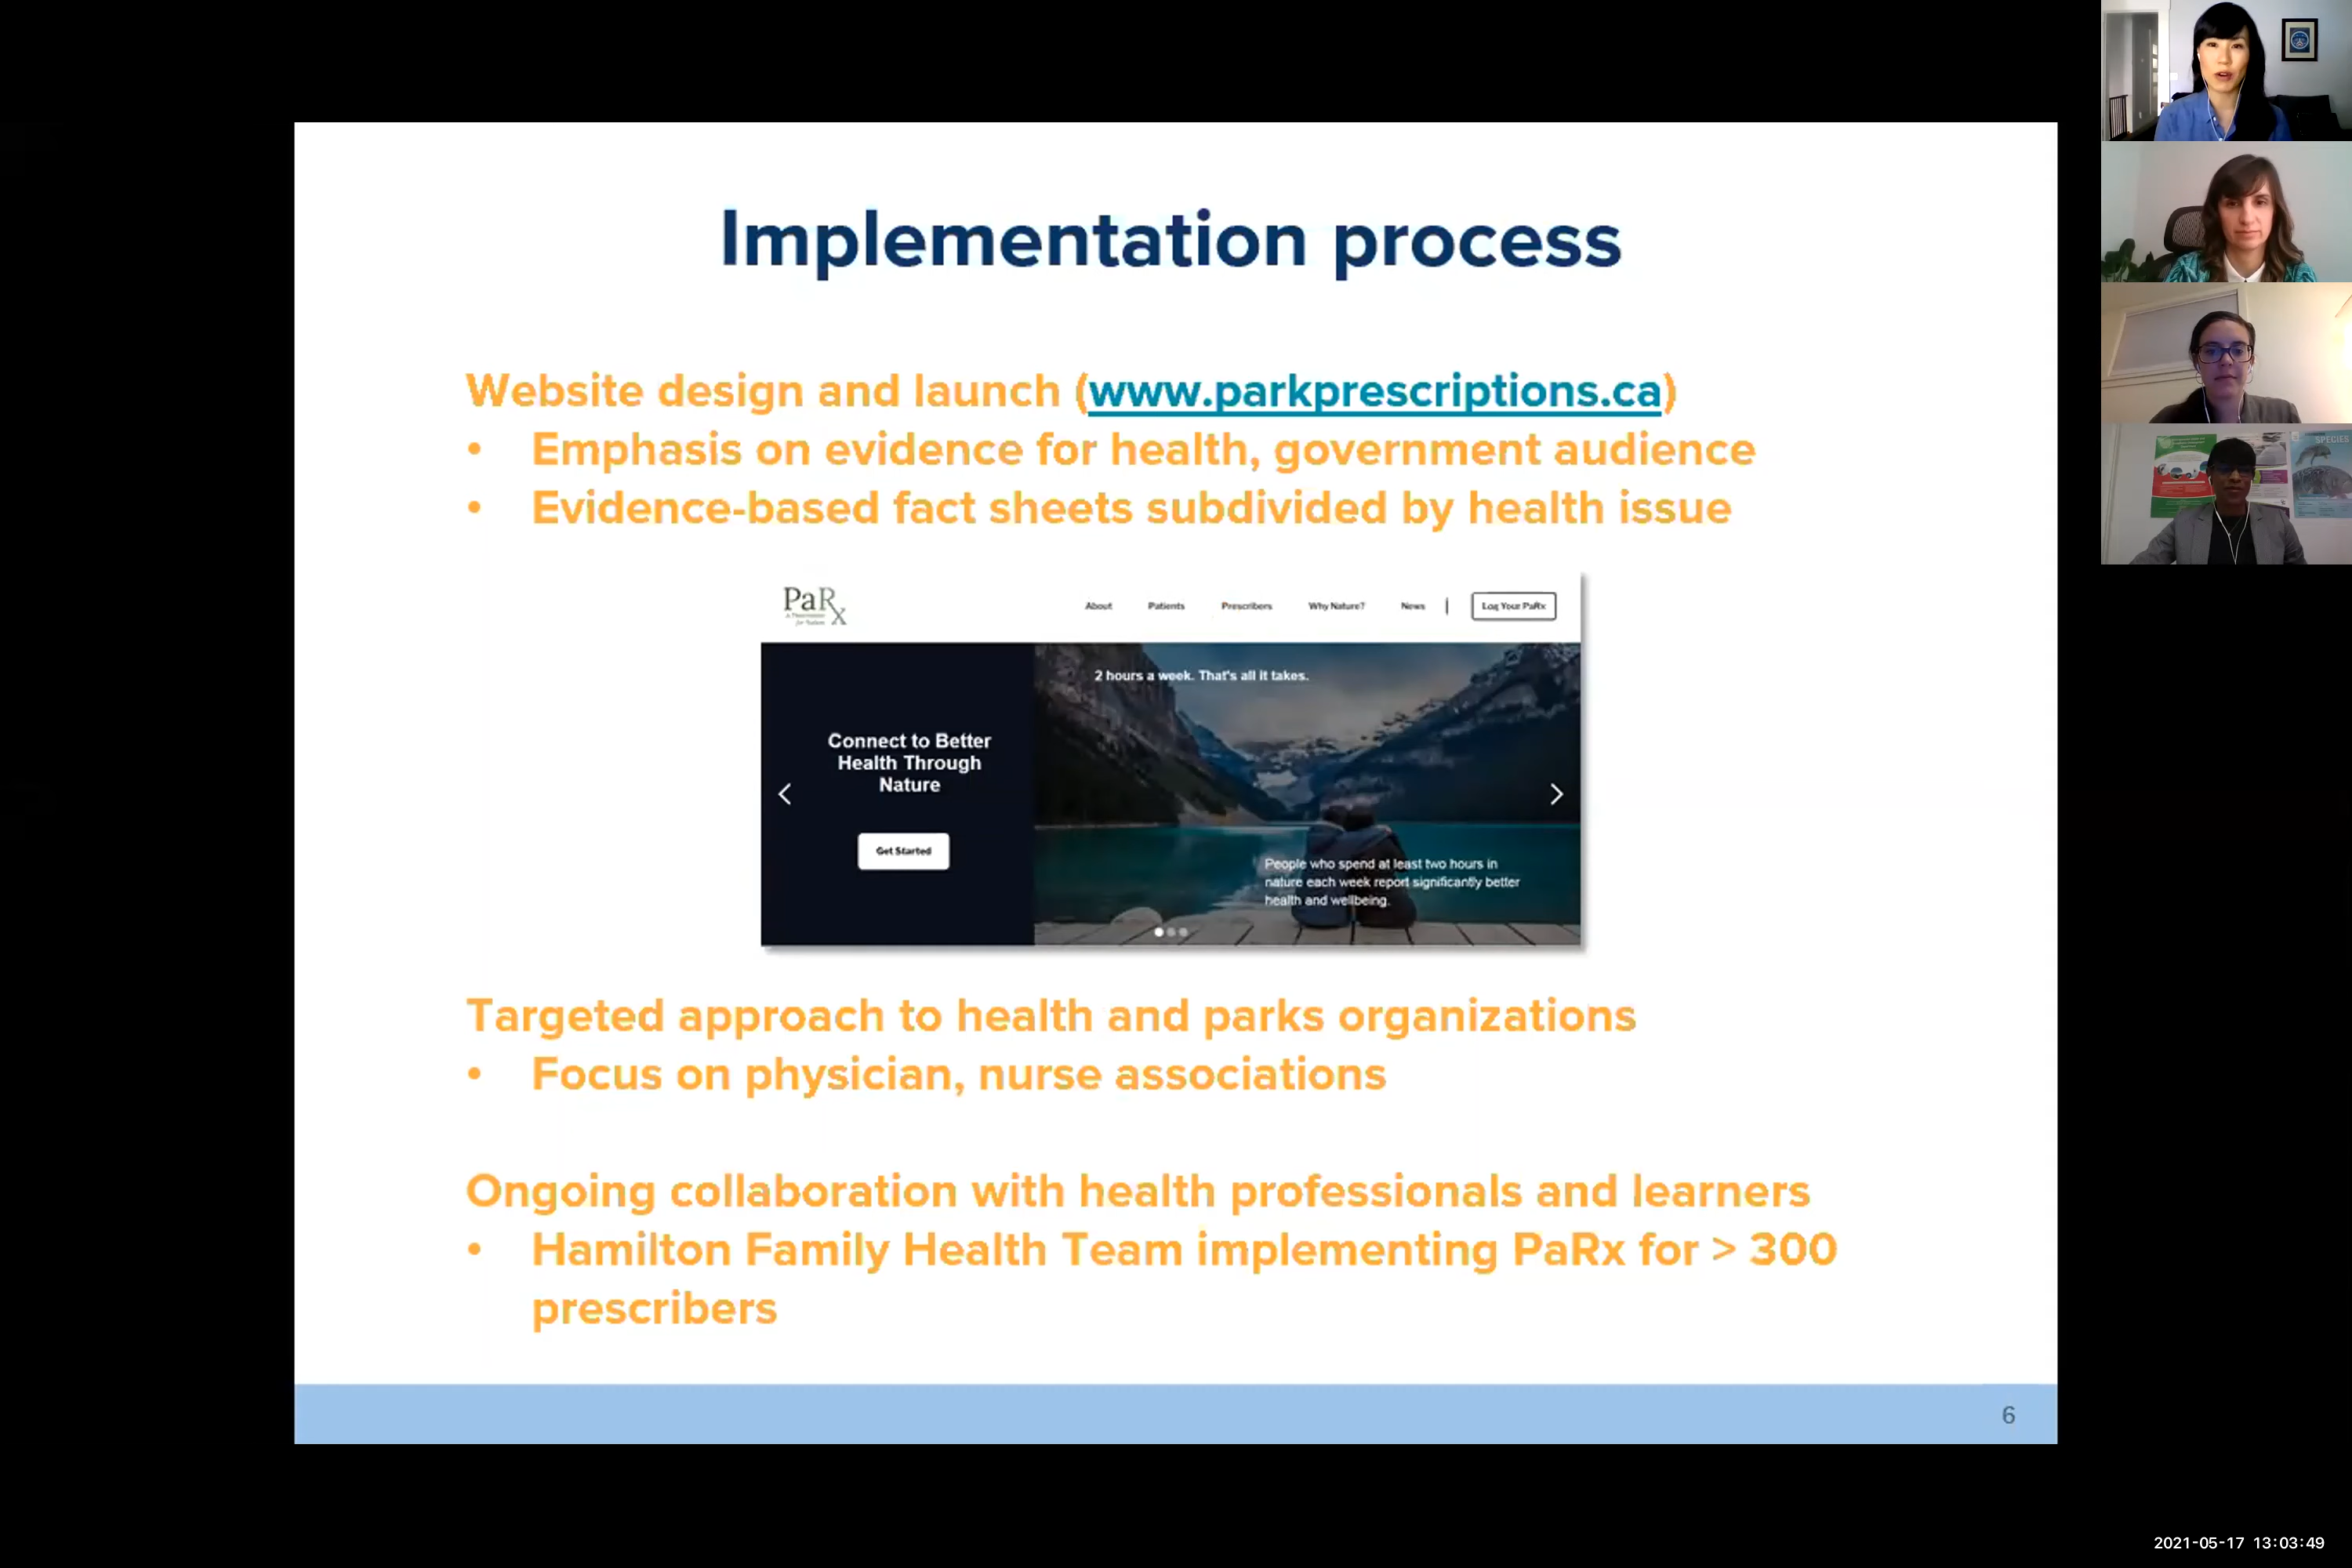 Implementation process
Website design and launch (www.parkprescriptions.ca)
• Emphasis on evidence for health, government audience
• Evidence-based fact sheets subdivided by health issue
PaRx
A Prescription
for Nature
About Patients Prescribers Why Nature? News | Log Your PaRx
2 hours a week. That's all it takes.
Connect to Better
Health Through
Nature
Get Started
People who spend at least two hours in
nature each week report significantly better
health and wellbeing.
Targeted approach to health and parks organizations
• Focus on physician, nurse associations
Ongoing collaboration with health professionals and learners
• Hamilton Family Health Team implementing PaRx for > 300
prescribers
6
SPECIES
2021-05-17 13:03:49